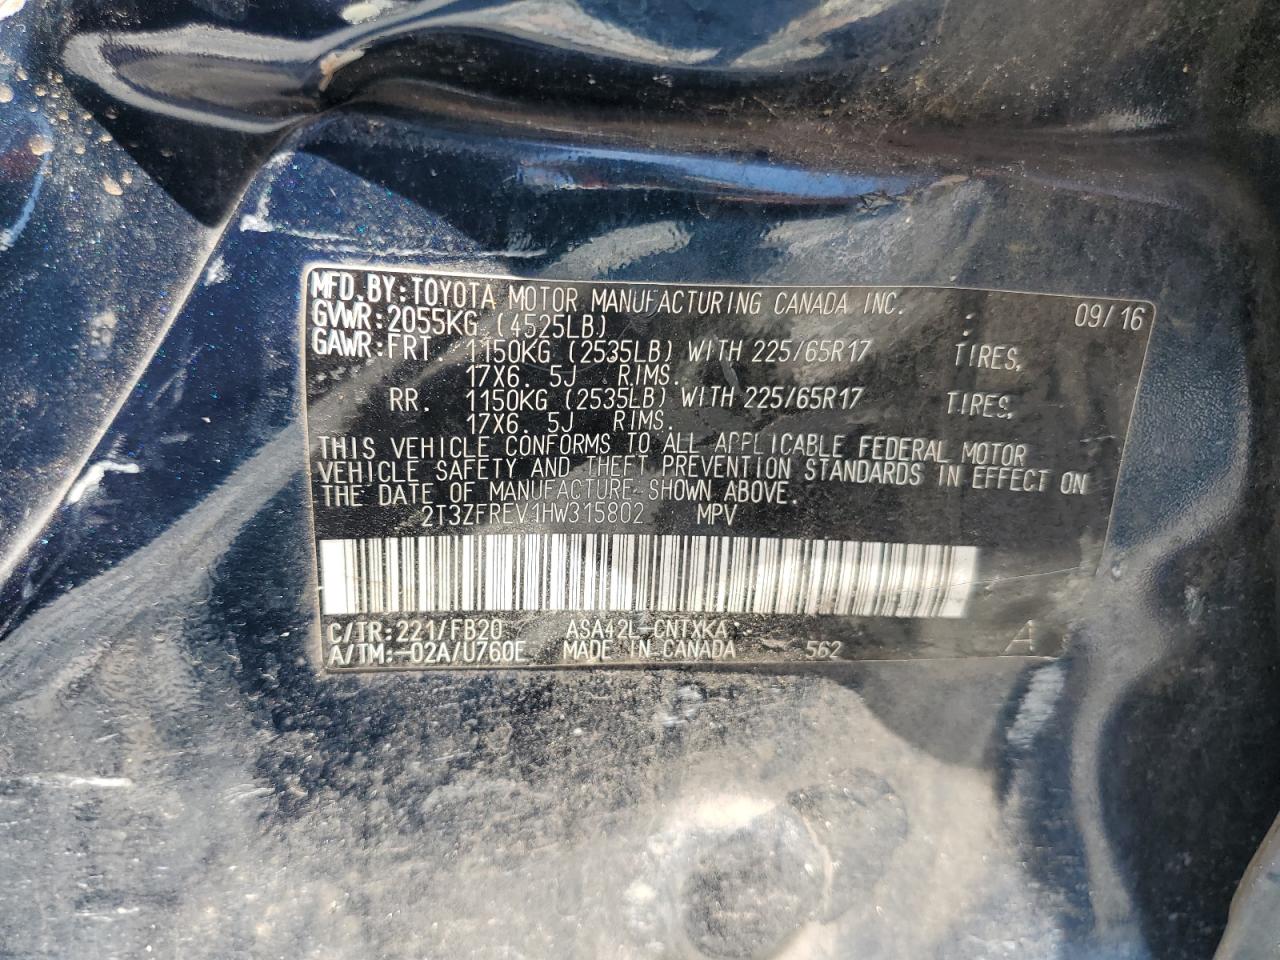 MFD.BY:TOYOTA MOTOR MANUFACTURING CANADA INC. : 09/16
GVWR:2055KG (4525LB)
GAWR:FRT. 1150KG (2535LB) WITH 225/65R17 TIRES,
17X6. 5J RIMS.
RR. 1150KG (2535LB) WITH 225/65R17 TIRES,
17X6. 5J RIMS.
THIS VEHICLE CONFORMS TO ALL APPLICABLE FEDERAL MOTOR
VEHICLE SAFETY AND THEFT PREVENTION STANDARDS IN EFFECT ON
THE DATE OF MANUFACTURE SHOWN ABOVE.
2T3ZFREV1HW315802 MPV
C/TR:221/FB20 ASA42L-CNTXKA
A/TM:-02A/U760E MADE IN CANADA 562 A